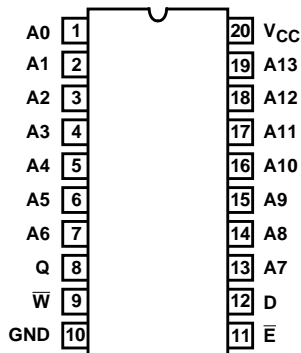 A0 1 20 VCC
A1 2 19 A13
A2 3 18 A12
A3 4 17 A11
A4 5 16 A10
A5 6 15 A9
A6 7 14 A8
Q 8 13 A7
W̅ 9 12 D
GND 10 11 E̅